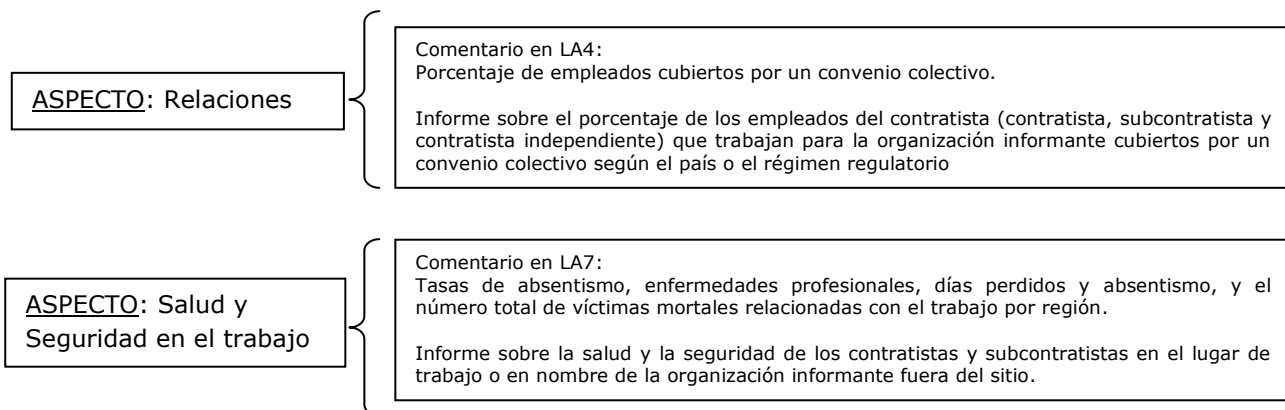 ASPECTO: Relaciones
Comentario en LA4:
Porcentaje de empleados cubiertos por un convenio colectivo.
Informe sobre el porcentaje de los empleados del contratista (contratista, subcontratista y
contratista independiente) que trabajan para la organización informante cubiertos por un
convenio colectivo según el país o el régimen regulatorio
ASPECTO: Salud y
Seguridad en el trabajo
Comentario en LA7:
Tasas de absentismo, enfermedades profesionales, días perdidos y absentismo, y el
número total de víctimas mortales relacionadas con el trabajo por región.
Informe sobre la salud y la seguridad de los contratistas y subcontratistas en el lugar de
trabajo o en nombre de la organización informante fuera del sitio.